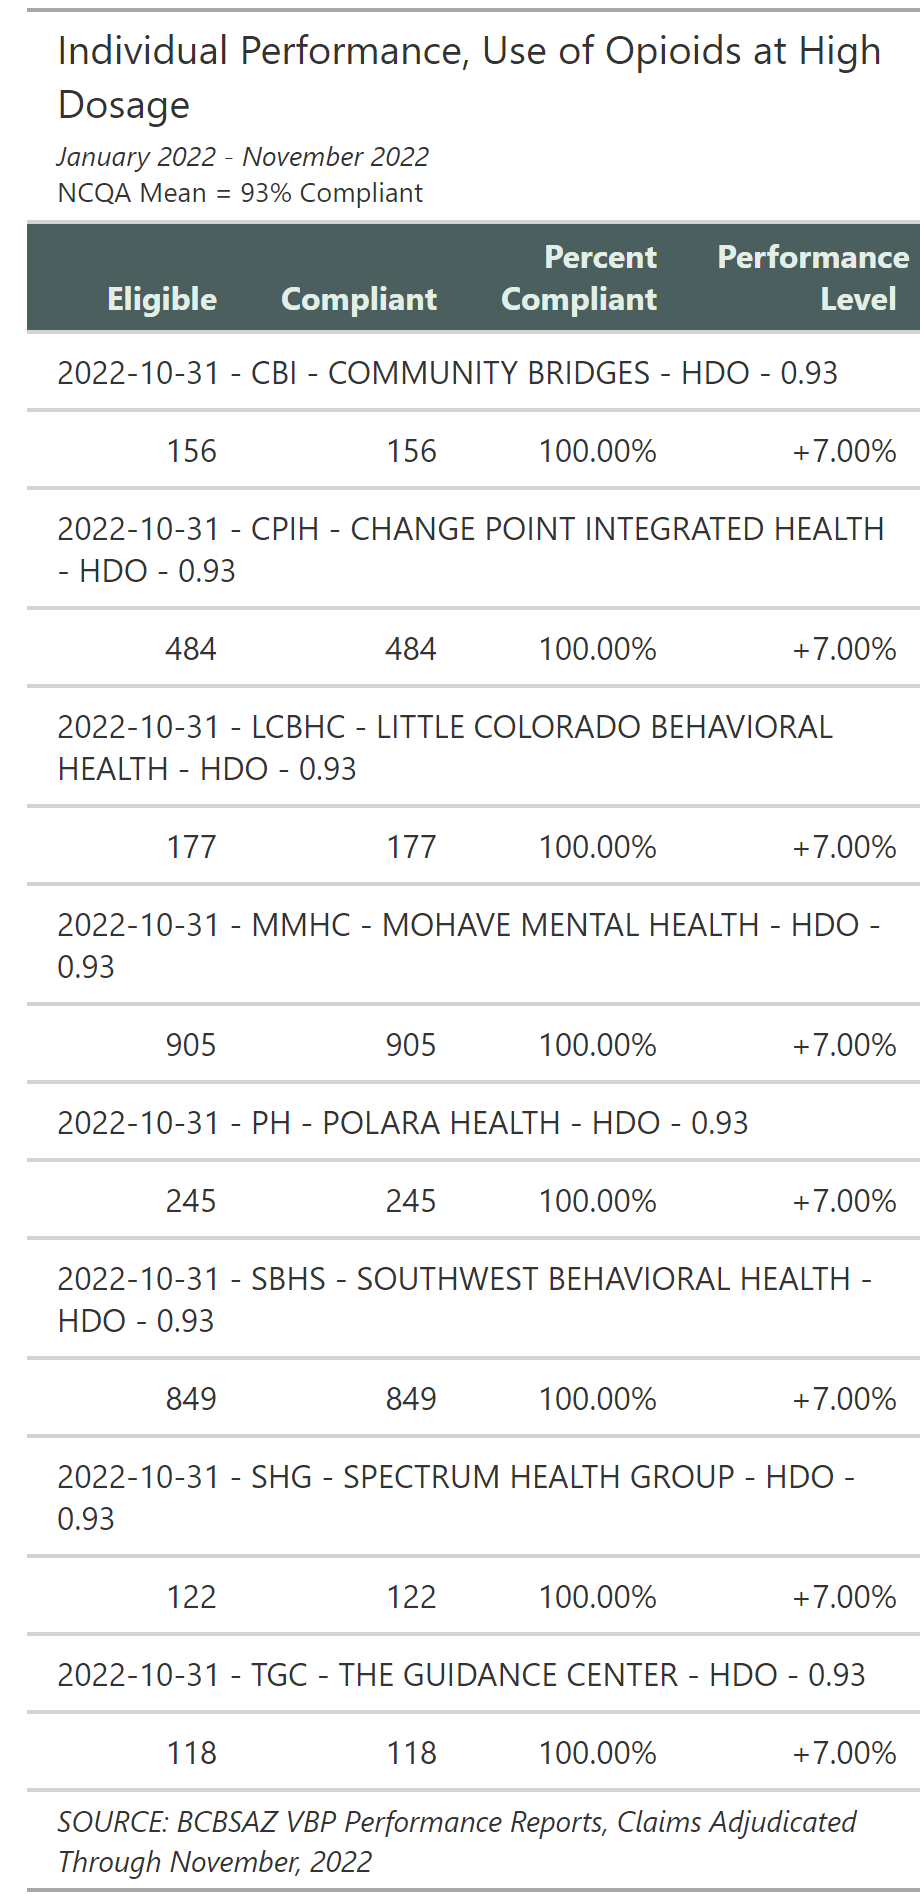 Individual Performance, Use of Opioids at High
Dosage
January 2022 - November 2022
NCQA Mean = 93% Compliant
Eligible Compliant Percent Compliant Performance Level
2022-10-31 - CBI - COMMUNITY BRIDGES - HDO - 0.93
156 156 100.00% +7.00%
2022-10-31 - CPIH - CHANGE POINT INTEGRATED HEALTH
- HDO - 0.93
484 484 100.00% +7.00%
2022-10-31 - LCBHC - LITTLE COLORADO BEHAVIORAL
HEALTH - HDO - 0.93
177 177 100.00% +7.00%
2022-10-31 - MMHC - MOHAVE MENTAL HEALTH - HDO -
0.93
905 905 100.00% +7.00%
2022-10-31 - PH - POLARA HEALTH - HDO - 0.93
245 245 100.00% +7.00%
2022-10-31 - SBHS - SOUTHWEST BEHAVIORAL HEALTH -
HDO - 0.93
849 849 100.00% +7.00%
2022-10-31 - SHG - SPECTRUM HEALTH GROUP - HDO -
0.93
122 122 100.00% +7.00%
2022-10-31 - TGC - THE GUIDANCE CENTER - HDO - 0.93
118 118 100.00% +7.00%
SOURCE: BCBSAZ VBP Performance Reports, Claims Adjudicated
Through November, 2022